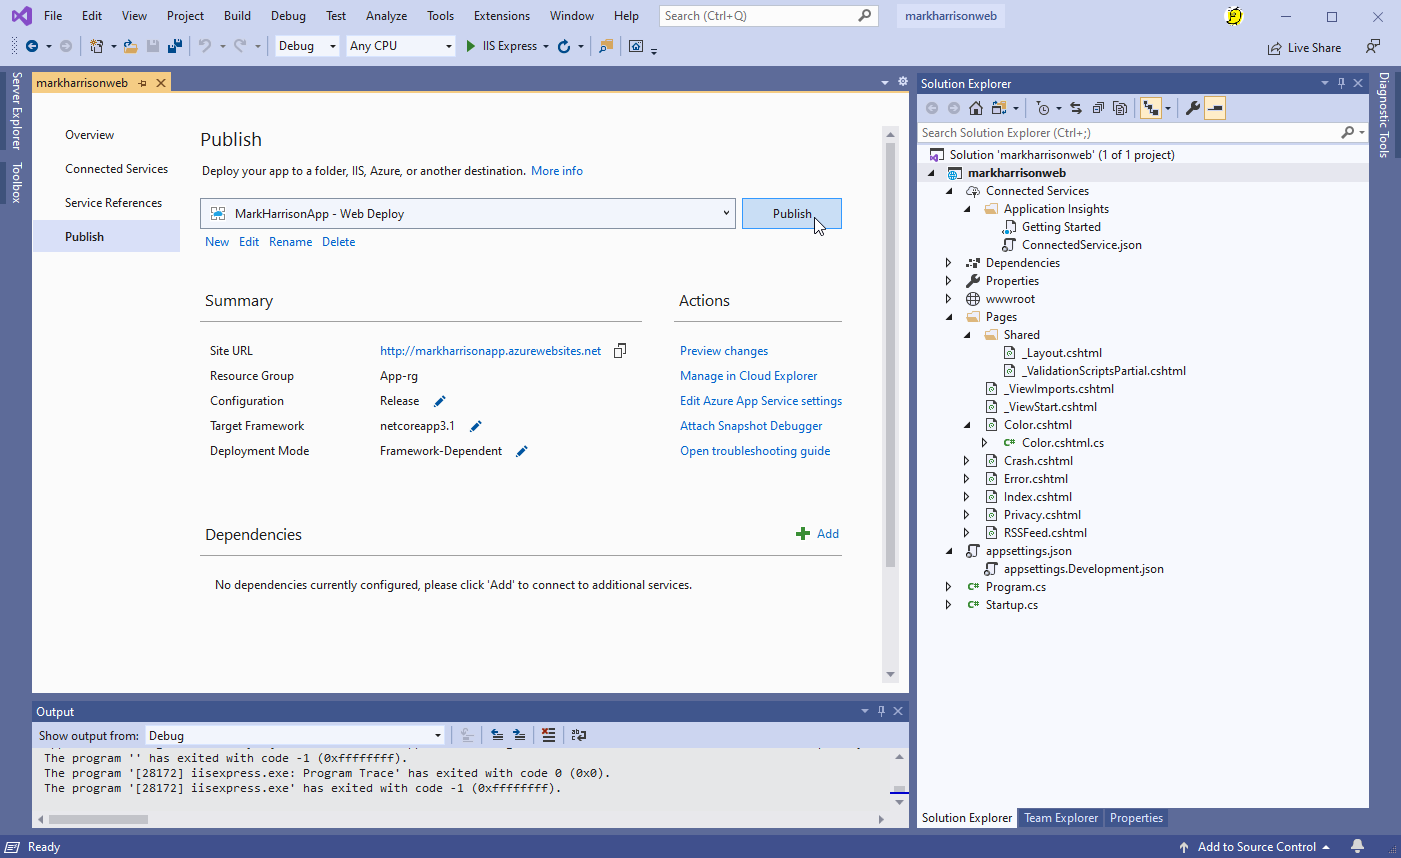 File Edit View Project Build Debug Test Analyze Tools Extensions Window Help Search (Ctrl+Q) markharrisonweb
Debug Any CPU IIS Express Live Share
Server Explorer
Toolbox
markharrisonweb
Overview
Connected Services
Service References
Publish
Publish
Deploy your app to a folder, IIS, Azure, or another destination. More info
MarkHarrisonApp - Web Deploy Publish
New Edit Rename Delete
Summary
Site URL http://markharrisonapp.azurewebsites.net
Resource Group App-rg
Configuration Release
Target Framework netcoreapp3.1
Deployment Mode Framework-Dependent
Actions
Preview changes
Manage in Cloud Explorer
Edit Azure App Service settings
Attach Snapshot Debugger
Open troubleshooting guide
Dependencies Add
No dependencies currently configured, please click 'Add' to connect to additional services.
Output
Show output from: Debug
The program '' has exited with code -1 (0xffffffff).
The program '[28172] iisexpress.exe: Program Trace' has exited with code 0 (0x0).
The program '[28172] iisexpress.exe' has exited with code -1 (0xffffffff).
Solution Explorer
Search Solution Explorer (Ctrl+;)
Solution 'markharrisonweb' (1 of 1 project)
markharrisonweb
Connected Services
Application Insights
Getting Started
ConnectedService.json
Dependencies
Properties
wwwroot
Pages
Shared
_Layout.cshtml
_ValidationScriptsPartial.cshtml
_ViewImports.cshtml
_ViewStart.cshtml
Color.cshtml
C# Color.cshtml.cs
Crash.cshtml
Error.cshtml
Index.cshtml
Privacy.cshtml
RSSFeed.cshtml
appsettings.json
appsettings.Development.json
C# Program.cs
C# Startup.cs
Solution Explorer Team Explorer Properties
Diagnostic Tools
Ready Add to Source Control